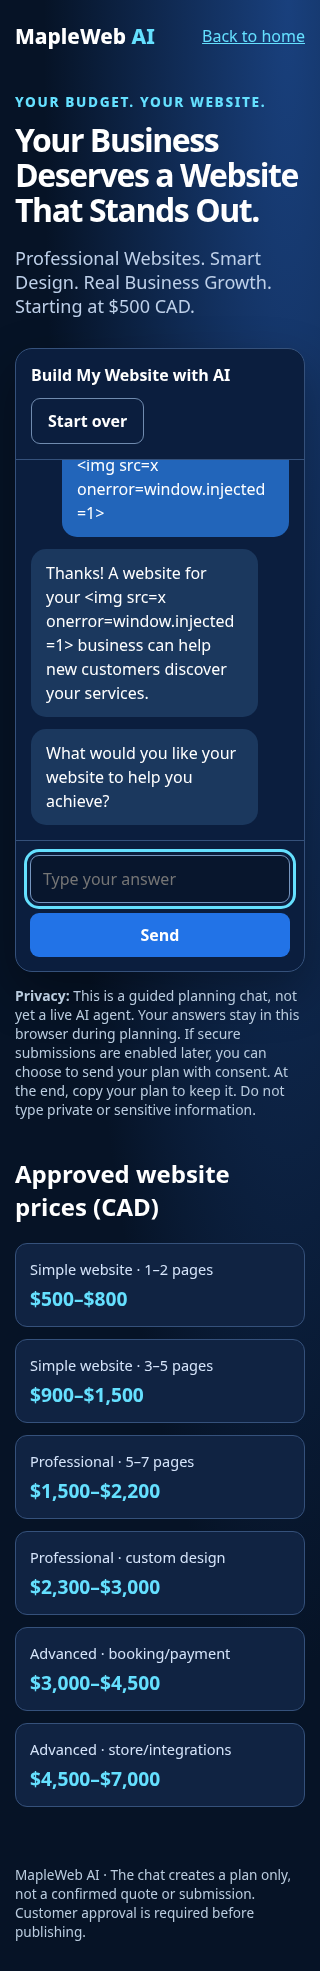 MapleWeb AI
Back to home
YOUR BUDGET. YOUR WEBSITE.
Your Business
Deserves a Website
That Stands Out.
Professional Websites. Smart
Design. Real Business Growth.
Starting at $500 CAD.
Build My Website with AI
Start over
<img src=x
onerror=window.injected
=1>
Thanks! A website for
your <img src=x
onerror=window.injected
=1> business can help
new customers discover
your services.
What would you like your
website to help you
achieve?
Type your answer
Send
Privacy: This is a guided planning chat, not
yet a live AI agent. Your answers stay in this
browser during planning. If secure
submissions are enabled later, you can
choose to send your plan with consent. At
the end, copy your plan to keep it. Do not
type private or sensitive information.
Approved website
prices (CAD)
Simple website · 1–2 pages
$500–$800
Simple website · 3–5 pages
$900–$1,500
Professional · 5–7 pages
$1,500–$2,200
Professional · custom design
$2,300–$3,000
Advanced · booking/payment
$3,000–$4,500
Advanced · store/integrations
$4,500–$7,000
MapleWeb AI · The chat creates a plan only,
not a confirmed quote or submission.
Customer approval is required before
publishing.